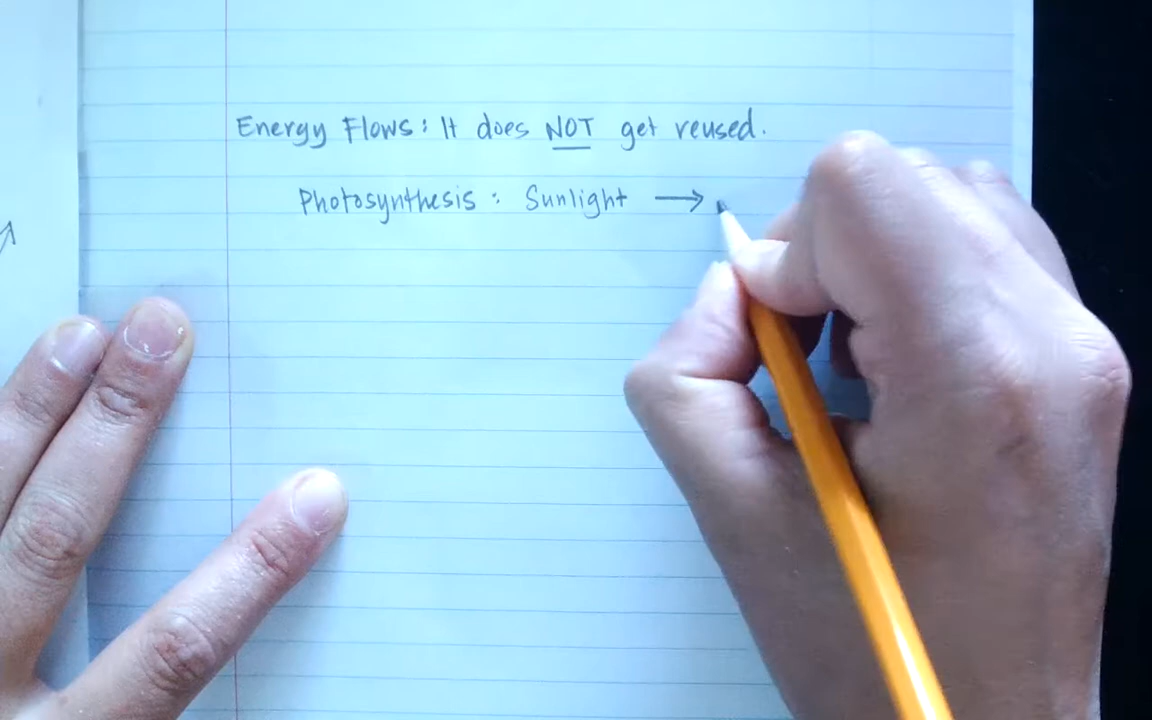 Energy Flows: It does NOT get reused.
Photosynthesis: Sunlight →